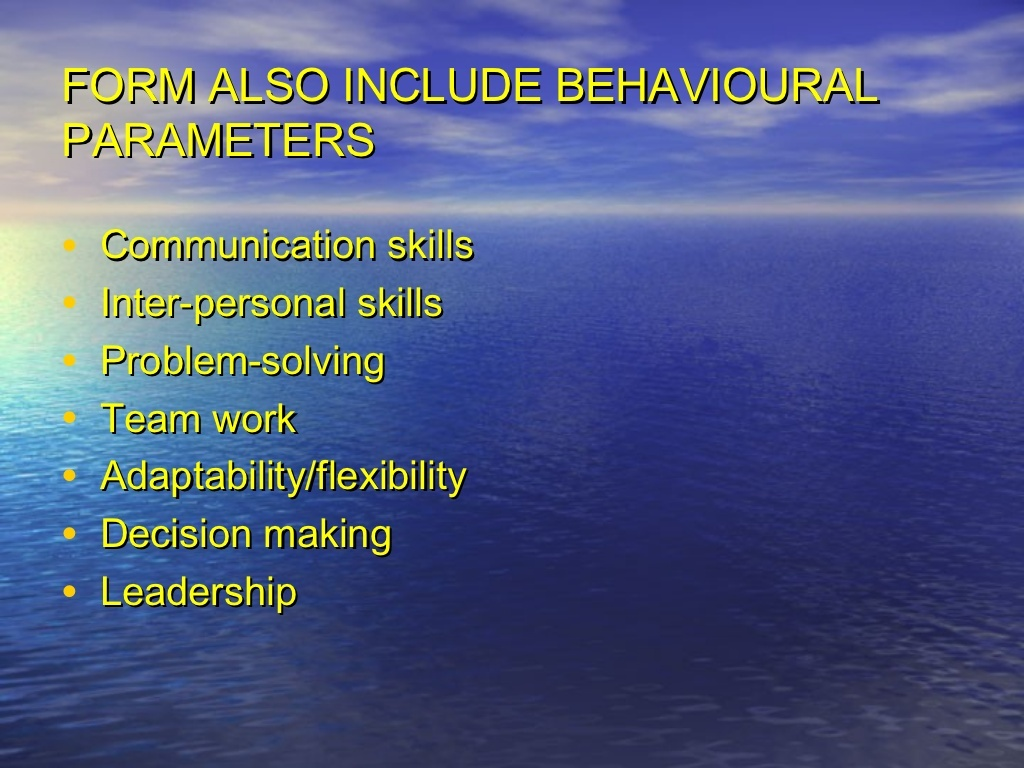 FORM ALSO INCLUDE BEHAVIOURAL
PARAMETERS
• Communication skills
• Inter-personal skills
• Problem-solving
• Team work
• Adaptability/flexibility
• Decision making
• Leadership